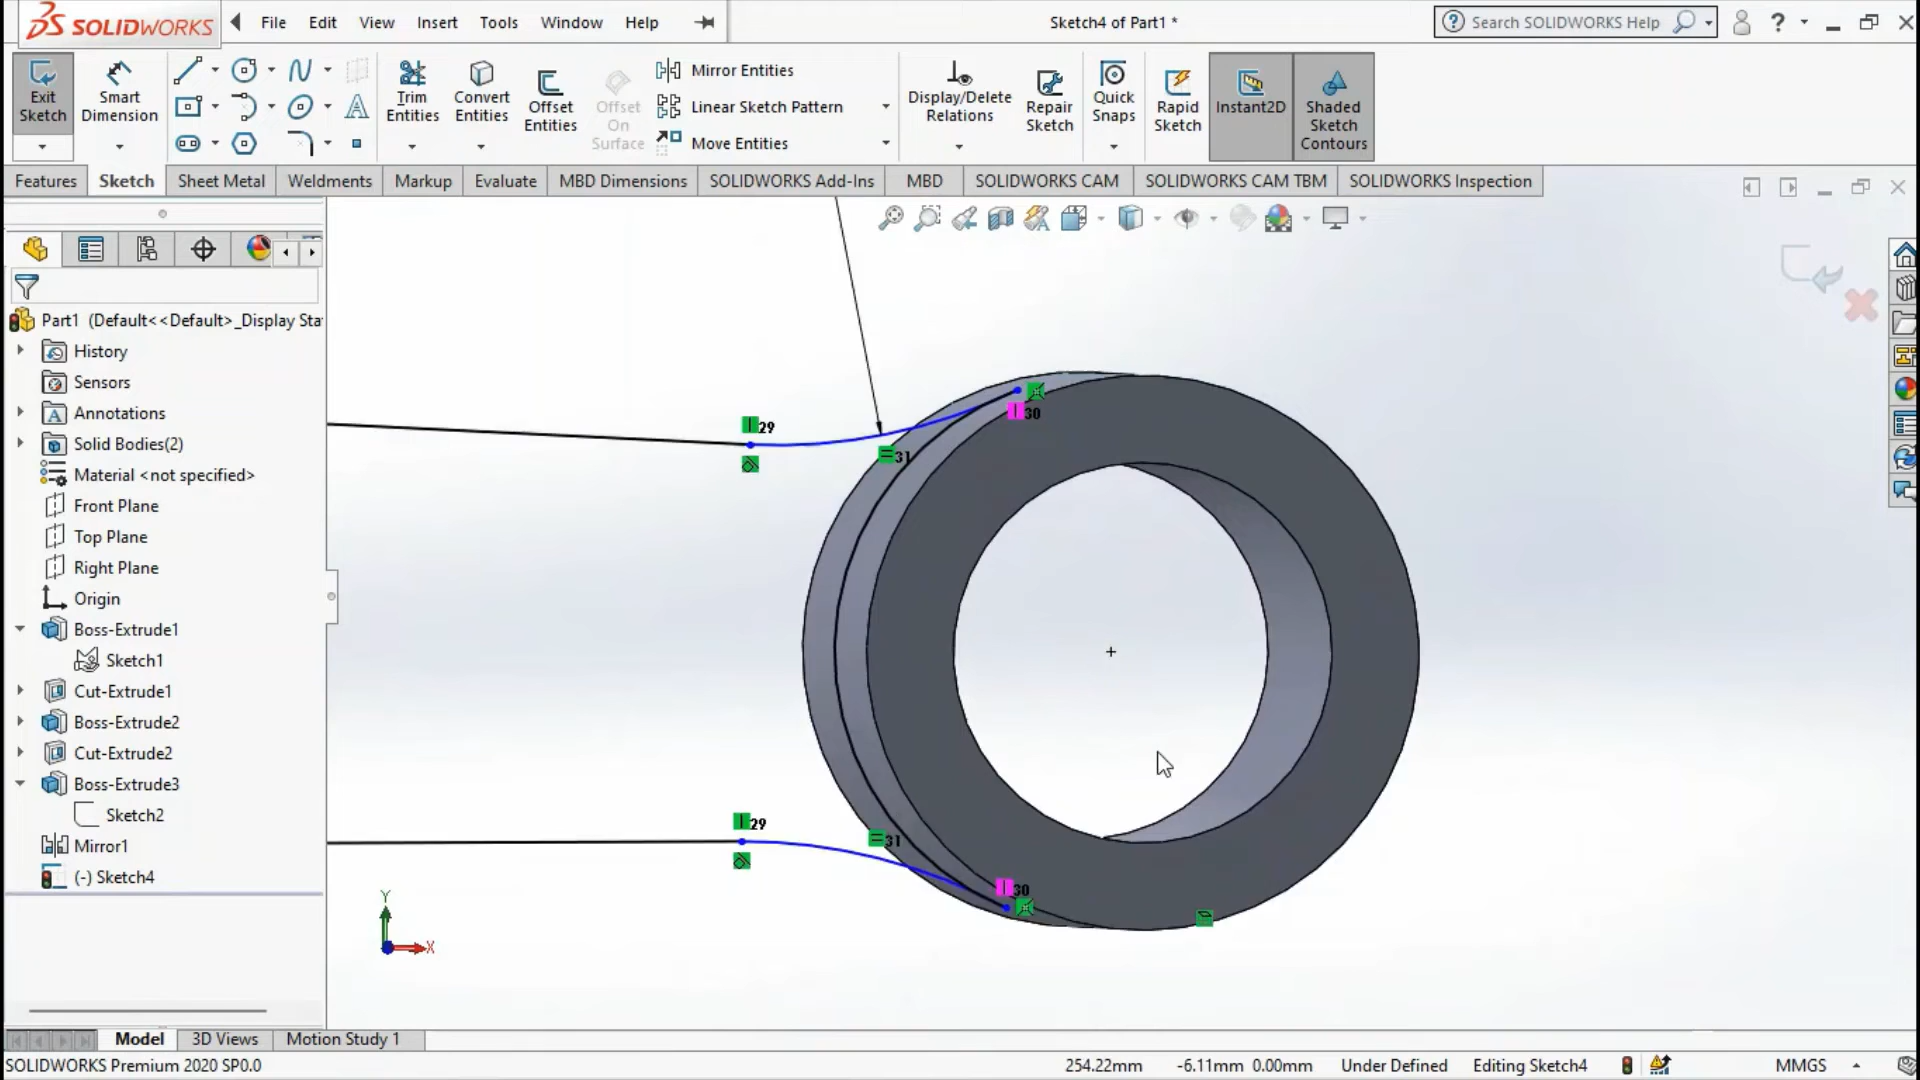 SOLIDWORKS
File Edit View Insert Tools Window Help
Sketch4 of Part1 *
Search SOLIDWORKS Help
Exit Sketch
Smart Dimension
Trim Entities
Convert Entities
Offset Entities
Offset On Surface
Mirror Entities
Linear Sketch Pattern
Move Entities
Display/Delete Relations
Repair Sketch
Quick Snaps
Rapid Sketch
Instant2D
Shaded Sketch Contours
Features Sketch Sheet Metal Weldments Markup Evaluate MBD Dimensions SOLIDWORKS Add-Ins MBD SOLIDWORKS CAM SOLIDWORKS CAM TBM SOLIDWORKS Inspection
Part1 (Default<<Default>_Display Sta
History
Sensors
Annotations
Solid Bodies(2)
Material <not specified>
Front Plane
Top Plane
Right Plane
Origin
Boss-Extrude1
Sketch1
Cut-Extrude1
Boss-Extrude2
Cut-Extrude2
Boss-Extrude3
Sketch2
Mirror1
(-) Sketch4
30
29
31
29
31
30
Y
X
Model 3D Views Motion Study 1
SOLIDWORKS Premium 2020 SP0.0
254.22mm -6.11mm 0.00mm Under Defined Editing Sketch4 MMGS